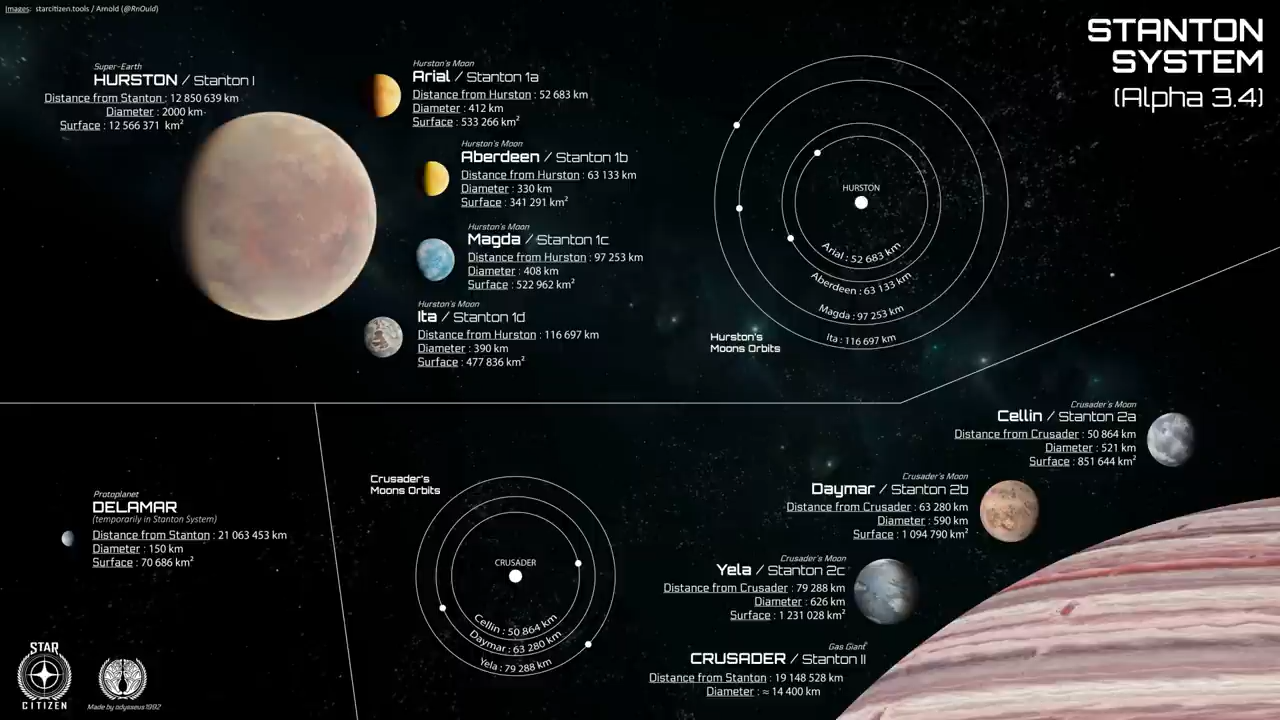 Images: starcitizen.tools / Arnold (@RnOuld)
STANTON
SYSTEM
(Alpha 3.4)
Super-Earth
HURSTON / Stanton I
Distance from Stanton : 12 850 639 km
Diameter : 2000 km
Surface : 12 566 371 km²
Hurston's Moon
Arial / Stanton 1a
Distance from Hurston : 52 683 km
Diameter : 412 km
Surface : 533 266 km²
Hurston's Moon
Aberdeen / Stanton 1b
Distance from Hurston : 63 133 km
Diameter : 330 km
Surface : 341 291 km²
Hurston's Moon
Magda / Stanton 1c
Distance from Hurston : 97 253 km
Diameter : 408 km
Surface : 522 962 km²
Hurston's Moon
Ita / Stanton 1d
Distance from Hurston : 116 697 km
Diameter : 390 km
Surface : 477 836 km²
HURSTON
Arial : 52 683 km
Aberdeen : 63 133 km
Magda : 97 253 km
Ita : 116 697 km
Hurston's
Moons Orbits
Protoplanet
DELAMAR
(temporarily in Stanton System)
Distance from Stanton : 21 063 453 km
Diameter : 150 km
Surface : 70 686 km²
Crusader's
Moons Orbits
CRUSADER
Cellin : 50 864 km
Daymar : 63 280 km
Yela : 79 288 km
Crusader's Moon
Cellin / Stanton 2a
Distance from Crusader : 50 864 km
Diameter : 521 km
Surface : 851 644 km²
Crusader's Moon
Daymar / Stanton 2b
Distance from Crusader : 63 280 km
Diameter : 590 km
Surface : 1 094 790 km²
Crusader's Moon
Yela / Stanton 2c
Distance from Crusader : 79 288 km
Diameter : 626 km
Surface : 1 231 028 km²
Gas Giant
CRUSADER / Stanton II
Distance from Stanton : 19 148 528 km
Diameter : ≈ 14 400 km
STAR
CITIZEN
Made by odysseus1992